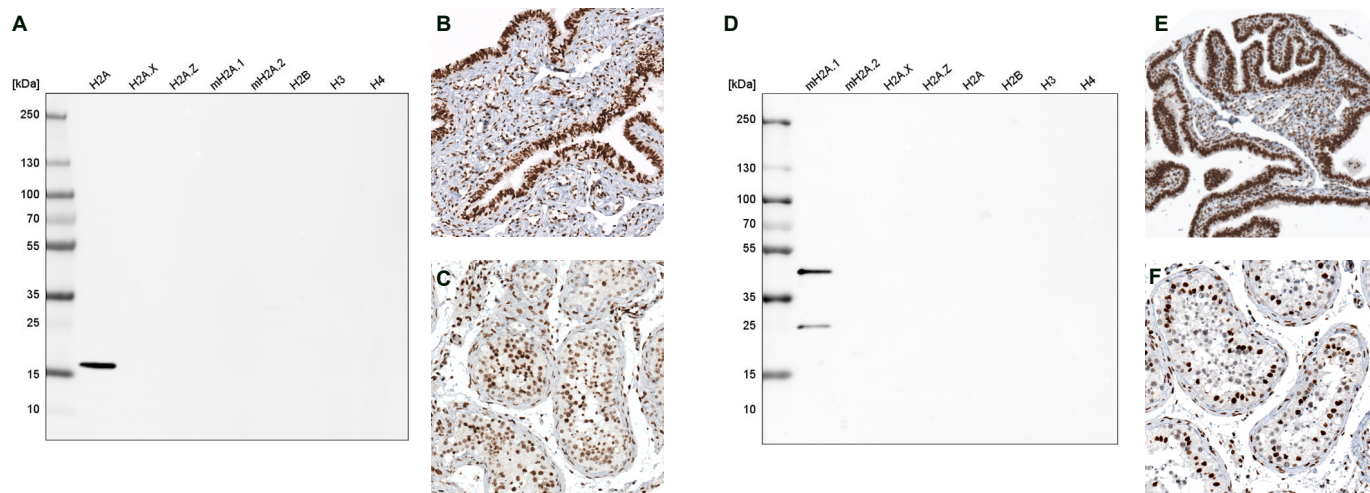 A
[kDa] H2A H2A.X H2A.Z mH2A.1 mH2A.2 H2B H3 H4
250
130
100
70
55
35
25
15
10
B
C
D
[kDa] mH2A.1 mH2A.2 H2A.X H2A.Z H2A H2B H3 H4
250
130
100
70
55
35
25
15
10
E
F